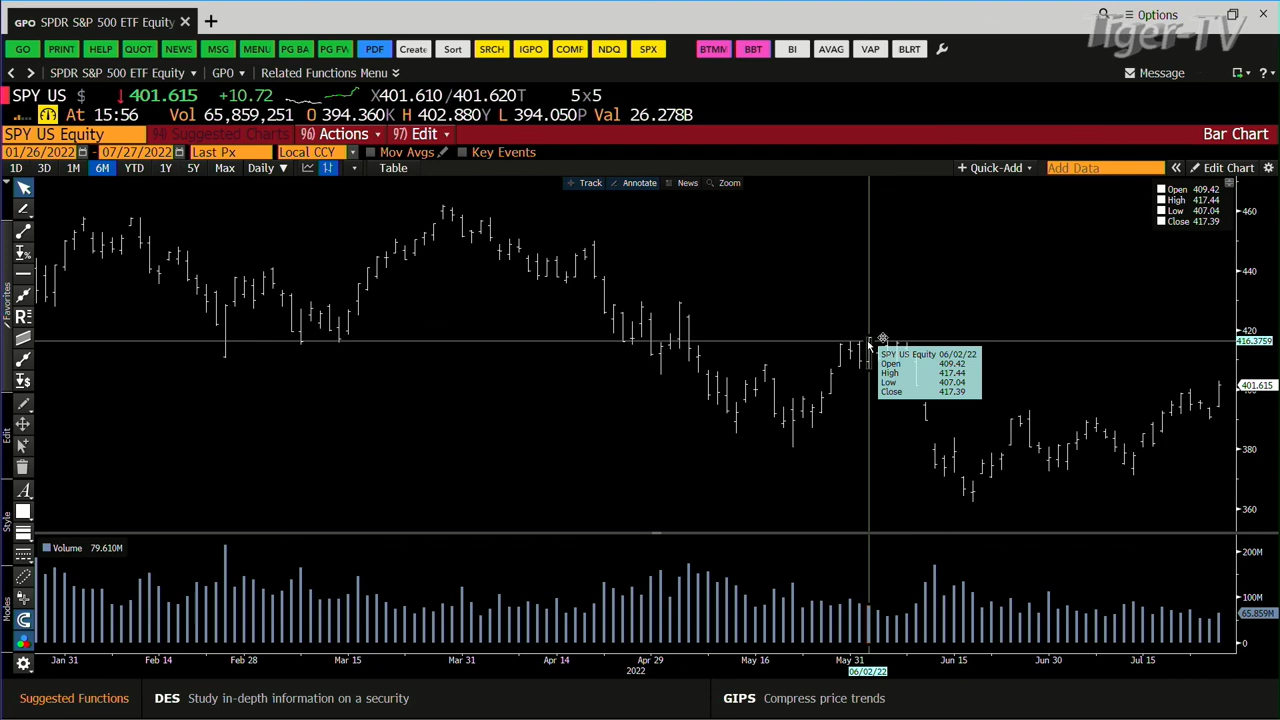 GPO SPDR S&P 500 ETF Equity
Options
Tiger-TV
GO PRINT HELP QUOT NEWS MSG MENU PG BA PG FW PDF Create Sort SRCH IGPO COMF NDQ SPX BTMM BBT BI AVAG VAP BLRT
SPDR S&P 500 ETF Equity GPO Related Functions Menu Message
SPY US $ 401.615 +10.72 X401.610/401.620T 5x5
At 15:56 Vol 65,859,251 O 394.360K H 402.880Y L 394.050P Val 26.278B
SPY US Equity 94) Suggested Charts 96) Actions 97) Edit Bar Chart
01/26/2022 - 07/27/2022 Last Px Local CCY Mov Avgs Key Events
1D 3D 1M 6M YTD 1Y 5Y Max Daily Table + Quick-Add Add Data Edit Chart
Track Annotate News Zoom
Open 409.42
High 417.44
Low 407.04
Close 417.39
460
440
420
416.3759
401.615
400
380
360
SPY US Equity 06/02/22
Open 409.42
High 417.44
Low 407.04
Close 417.39
Favorites
Edit
Style
Modes
Volume 79.610M
200M
100M
65.859M
0
Jan 31 Feb 14 Feb 28 Mar 15 Mar 31 Apr 14 Apr 29 May 16 May 31 Jun 15 Jun 30 Jul 15
2022 06/02/22
Suggested Functions DES Study in-depth information on a security GIPS Compress price trends